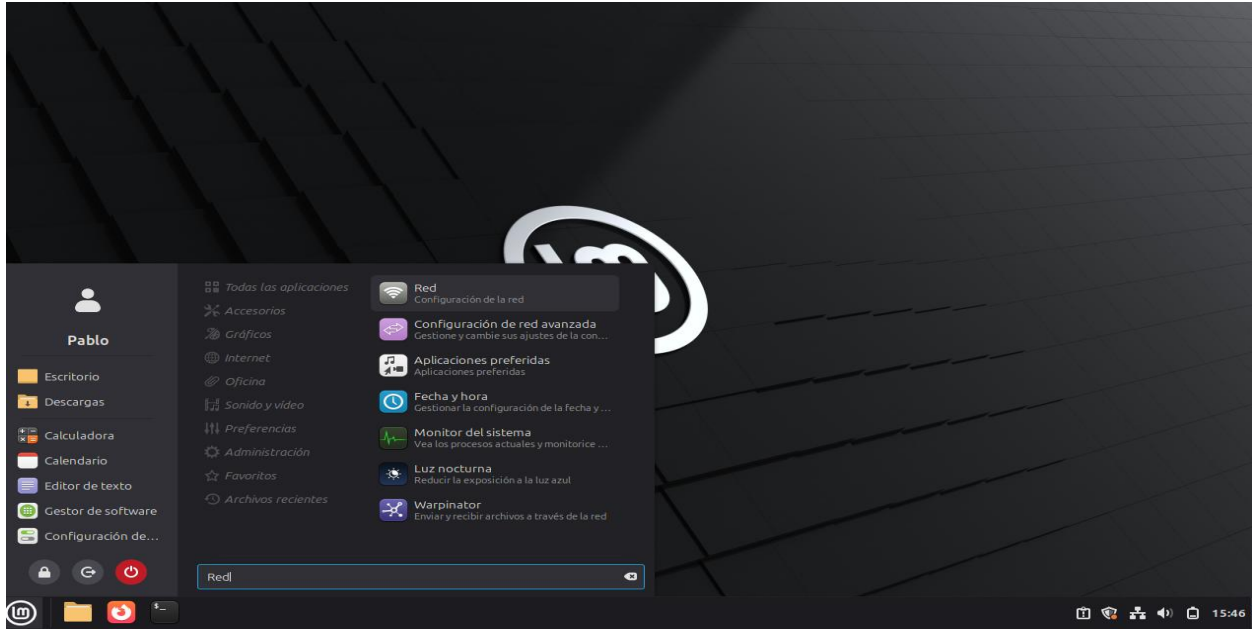 Pablo
Escritorio
Descargas
Calculadora
Calendario
Editor de texto
Gestor de software
Configuración de...
Todas las aplicaciones
Accesorios
Gráficos
Internet
Oficina
Sonido y vídeo
Preferencias
Administración
Favoritos
Archivos recientes
Red
Configuración de la red
Configuración de red avanzada
Gestione y cambie sus ajustes de la con...
Aplicaciones preferidas
Aplicaciones preferidas
Fecha y hora
Gestionar la configuración de la fecha y ...
Monitor del sistema
Vea los procesos actuales y monitorice ...
Luz nocturna
Reducir la exposición a la luz azul
Warpinator
Enviar y recibir archivos a través de la red
Red
$_
15:46